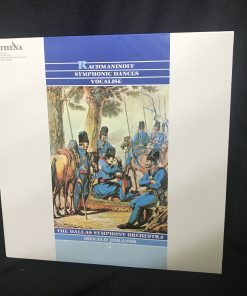 ATHENA
RACHMANINOFF
SYMPHONIC DANCES
VOCALISE
THE DALLAS SYMPHONY ORCHESTRA
DONALD JOHANOS